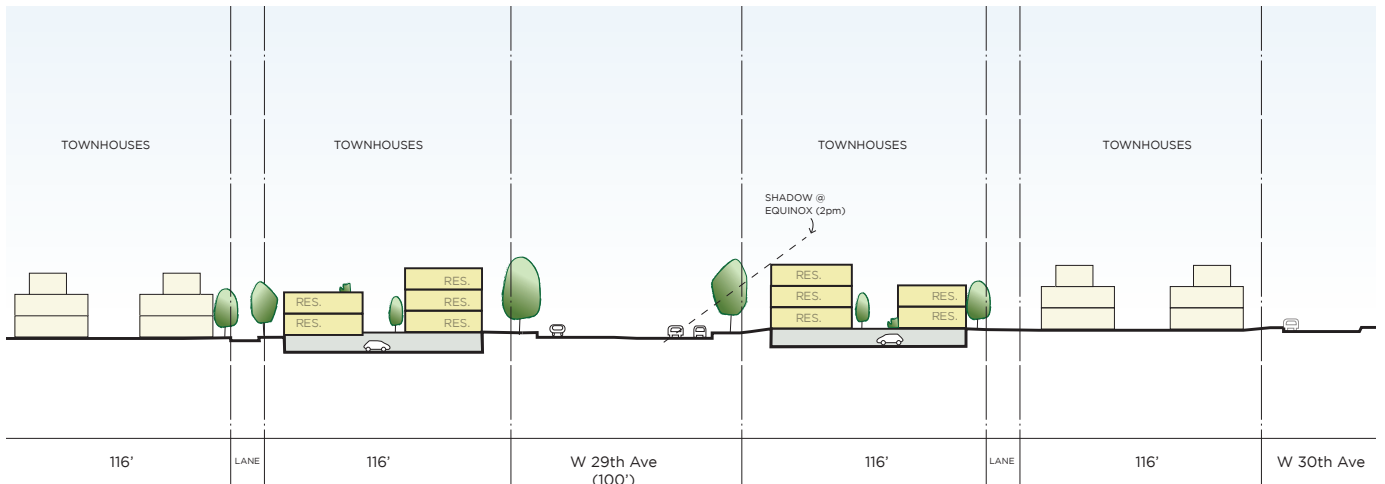 TOWNHOUSES
TOWNHOUSES
TOWNHOUSES
TOWNHOUSES
SHADOW @
EQUINOX (2pm)
RES.
RES.
RES.
RES.
RES.
RES.
RES.
RES.
RES.
RES.
116’
LANE
116’
W 29th Ave
(100’)
116’
LANE
116’
W 30th Ave